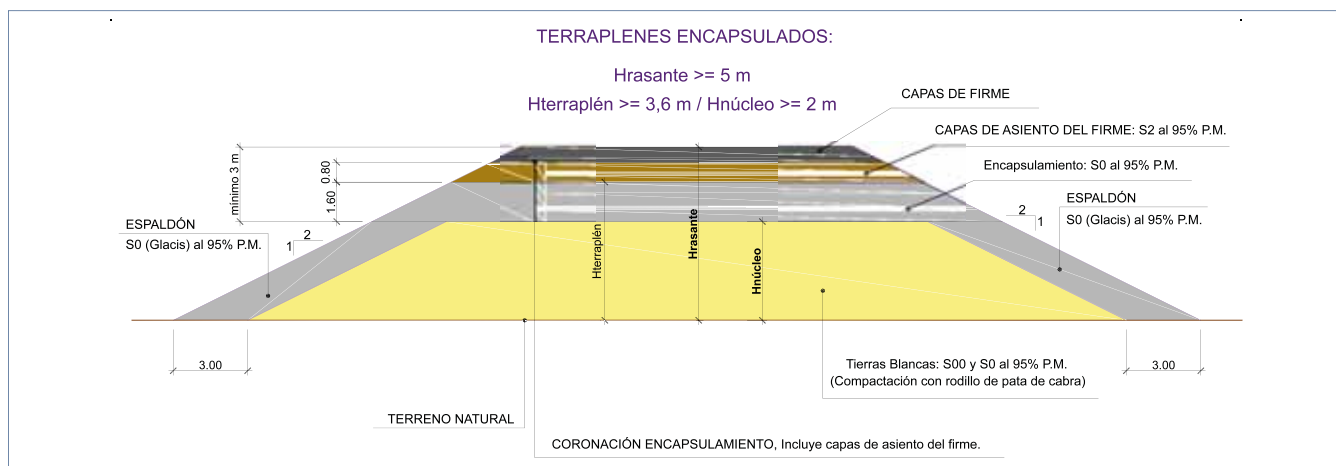 TERRAPLENES ENCAPSULADOS:
Hrasante >= 5 m
Hterraplén >= 3,6 m / Hnúcleo >= 2 m
CAPAS DE FIRME
CAPAS DE ASIENTO DEL FIRME: S2 al 95% P.M.
Encapsulamiento: S0 al 95% P.M.
ESPALDÓN
S0 (Glacis) al 95% P.M.
2
1
mínimo 3 m
0.80
1.60
ESPALDÓN
S0 (Glacis) al 95% P.M.
2
1
Hterraplén
Hrasante
Hnúcleo
3.00
3.00
Tierras Blancas: S00 y S0 al 95% P.M.
(Compactación con rodillo de pata de cabra)
TERRENO NATURAL
CORONACIÓN ENCAPSULAMIENTO, Incluye capas de asiento del firme.